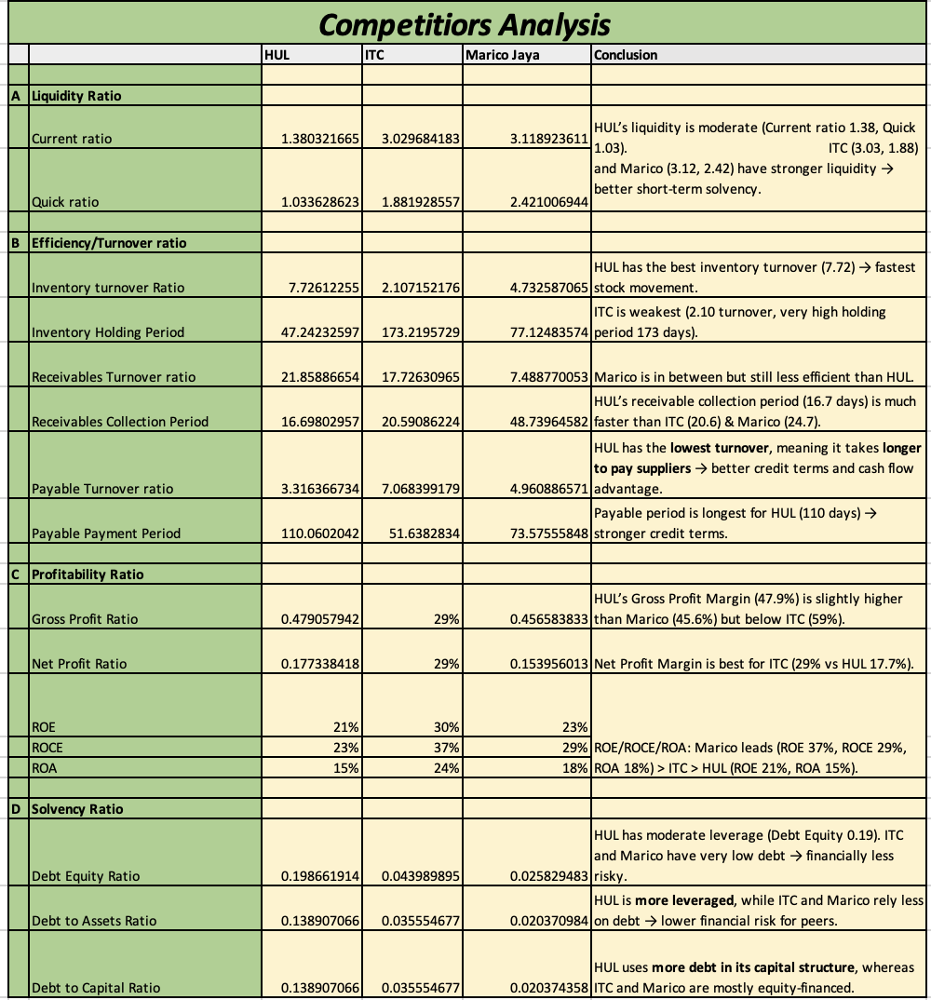 Competitiors Analysis
HUL ITC Marico Jaya Conclusion
A Liquidity Ratio
Current ratio 1.380321665 3.029684183 3.118923611
HUL's liquidity is moderate (Current ratio 1.38, Quick
1.03). ITC (3.03, 1.88)
and Marico (3.12, 2.42) have stronger liquidity →
better short-term solvency.
Quick ratio 1.033628623 1.881928557 2.421006944
B Efficiency/Turnover ratio
HUL has the best inventory turnover (7.72) → fastest
Inventory turnover Ratio 7.72612255 2.107152176 4.732587065 stock movement.
ITC is weakest (2.10 turnover, very high holding
Inventory Holding Period 47.24232597 173.2195729 77.12483574 period 173 days).
Receivables Turnover ratio 21.85886654 17.72630965 7.488770053 Marico is in between but still less efficient than HUL.
HUL's receivable collection period (16.7 days) is much
Receivables Collection Period 16.69802957 20.59086224 48.73964582 faster than ITC (20.6) & Marico (24.7).
HUL has the lowest turnover, meaning it takes longer
to pay suppliers → better credit terms and cash flow
Payable Turnover ratio 3.316366734 7.068399179 4.960886571 advantage.
Payable period is longest for HUL (110 days) →
Payable Payment Period 110.0602042 51.6382834 73.57555848 stronger credit terms.
C Profitability Ratio
HUL's Gross Profit Margin (47.9%) is slightly higher
Gross Profit Ratio 0.479057942 29% 0.456583833 than Marico (45.6%) but below ITC (59%).
Net Profit Ratio 0.177338418 29% 0.153956013 Net Profit Margin is best for ITC (29% vs HUL 17.7%).
ROE 21% 30% 23%
ROCE 23% 37% 29% ROE/ROCE/ROA: Marico leads (ROE 37%, ROCE 29%,
ROA 15% 24% 18% ROA 18%) > ITC > HUL (ROE 21%, ROA 15%).
D Solvency Ratio
HUL has moderate leverage (Debt Equity 0.19). ITC
and Marico have very low debt → financially less
Debt Equity Ratio 0.198661914 0.043989895 0.025829483 risky.
HUL is more leveraged, while ITC and Marico rely less
Debt to Assets Ratio 0.138907066 0.035554677 0.020370984 on debt → lower financial risk for peers.
HUL uses more debt in its capital structure, whereas
Debt to Capital Ratio 0.138907066 0.035554677 0.020374358 ITC and Marico are mostly equity-financed.